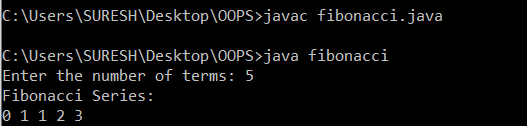 C:\Users\SURESH\Desktop\OOPS>javac fibonacci.java
C:\Users\SURESH\Desktop\OOPS>java fibonacci
Enter the number of terms: 5
Fibonacci Series:
0 1 1 2 3